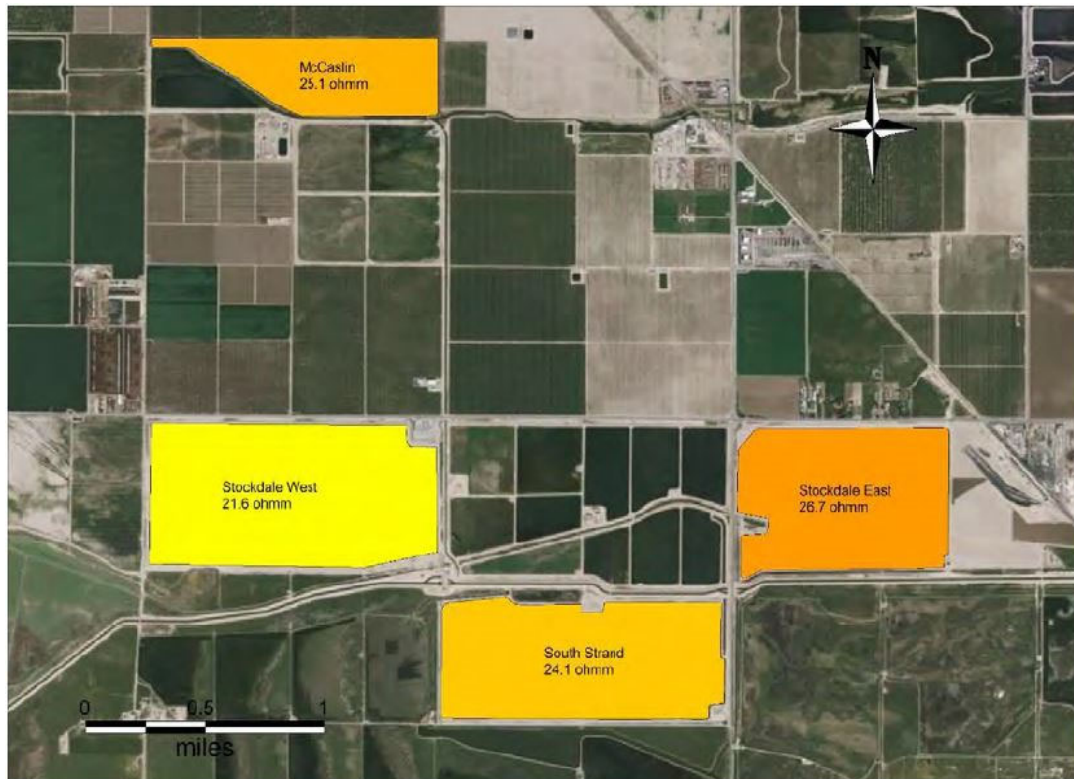 McCaslin
25.1 ohmm
N
Stockdale West
21.6 ohmm
Stockdale East
26.7 ohmm
South Strand
24.1 ohmm
0 0.5 1
miles